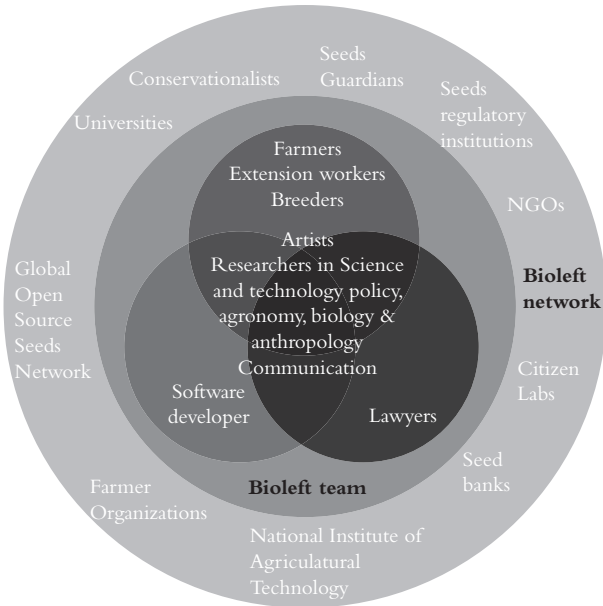 Seeds
Guardians
Conservationalists
Seeds
regulatory
institutions
Universities
Farmers
Extension workers
Breeders
NGOs
Artists
Researchers in Science
and technology policy,
agronomy, biology &
anthropology
Communication
Global
Open
Source
Seeds
Network
Bioleft
network
Citizen
Labs
Software
developer
Lawyers
Seed
banks
Farmer
Organizations
Bioleft team
National Institute of
Agriculatural
Technology